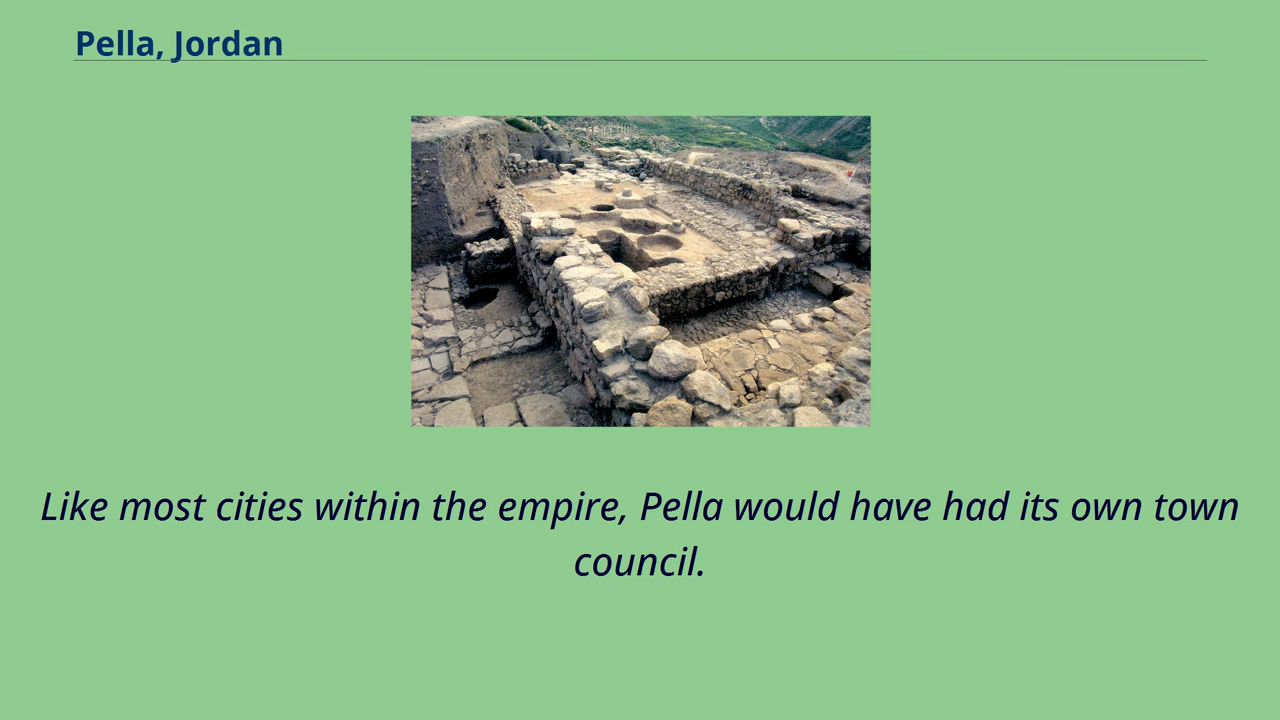 Pella, Jordan
Like most cities within the empire, Pella would have had its own town
council.